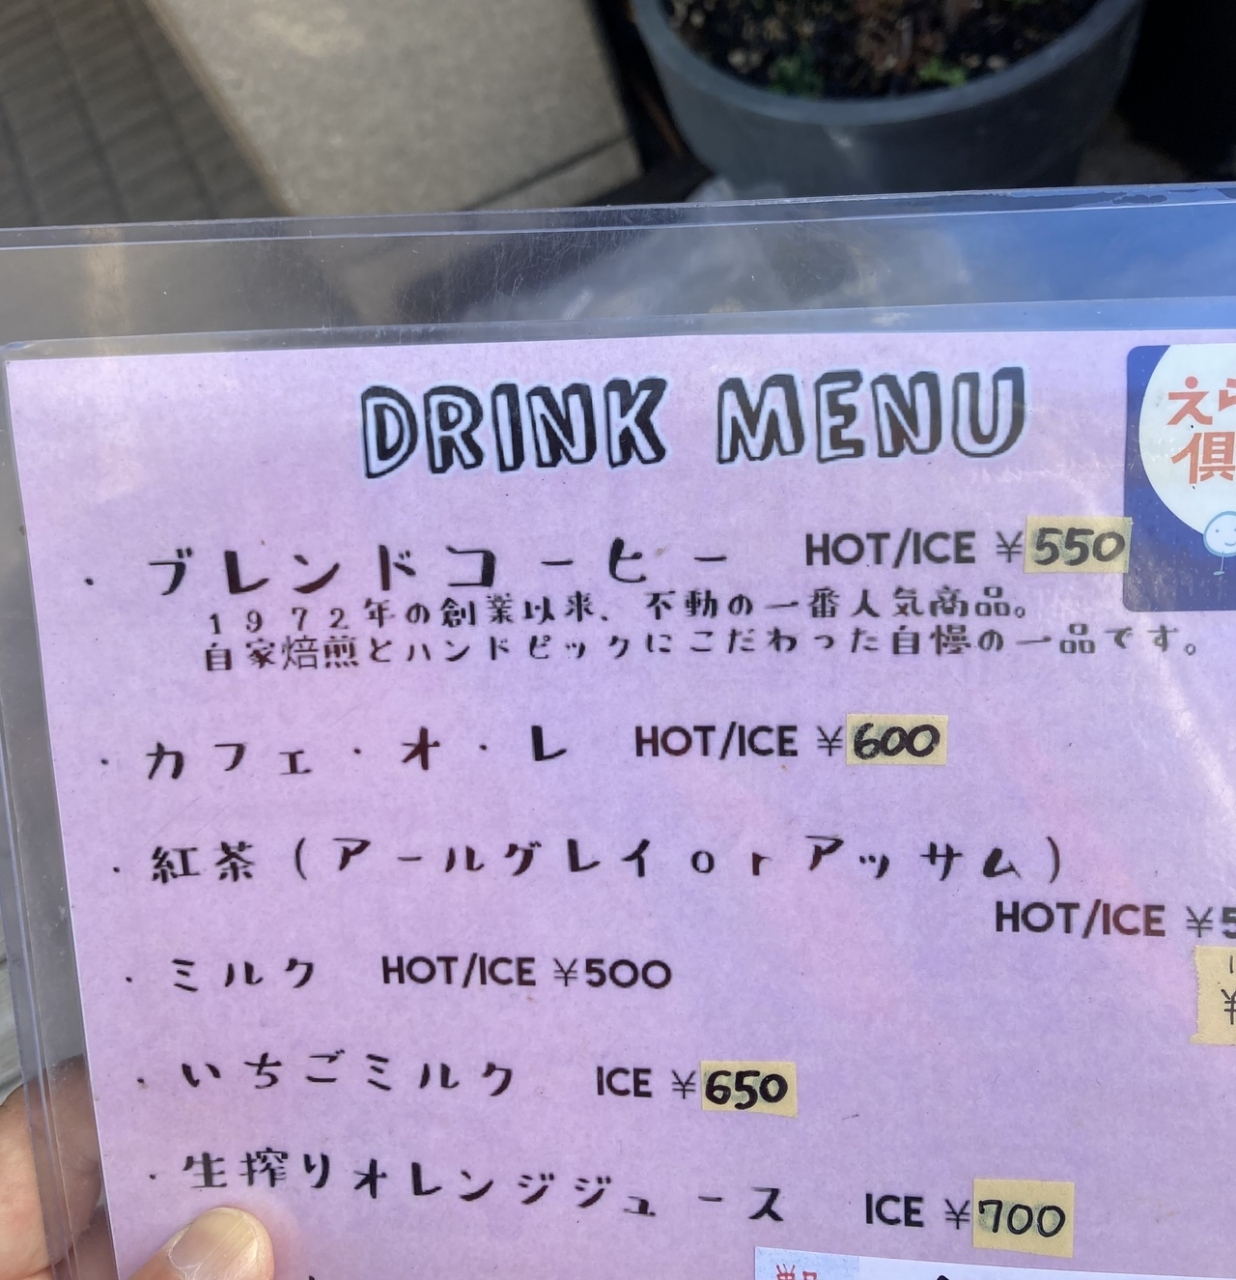 DRINK MENU
えら
倶
・ブレンドコーヒー HOT/ICE ¥550
1972年の創業以来、不動の一番人気商品。
自家焙煎とハンドピックにこだわった自慢の一品です。
・カフェ・オ・レ HOT/ICE ¥600
・紅茶(アールグレイorアッサム)
HOT/ICE ¥5
・ミルク HOT/ICE ¥500
¥
・いちごミルク ICE ¥650
・生搾りオレンジジュース ICE ¥700